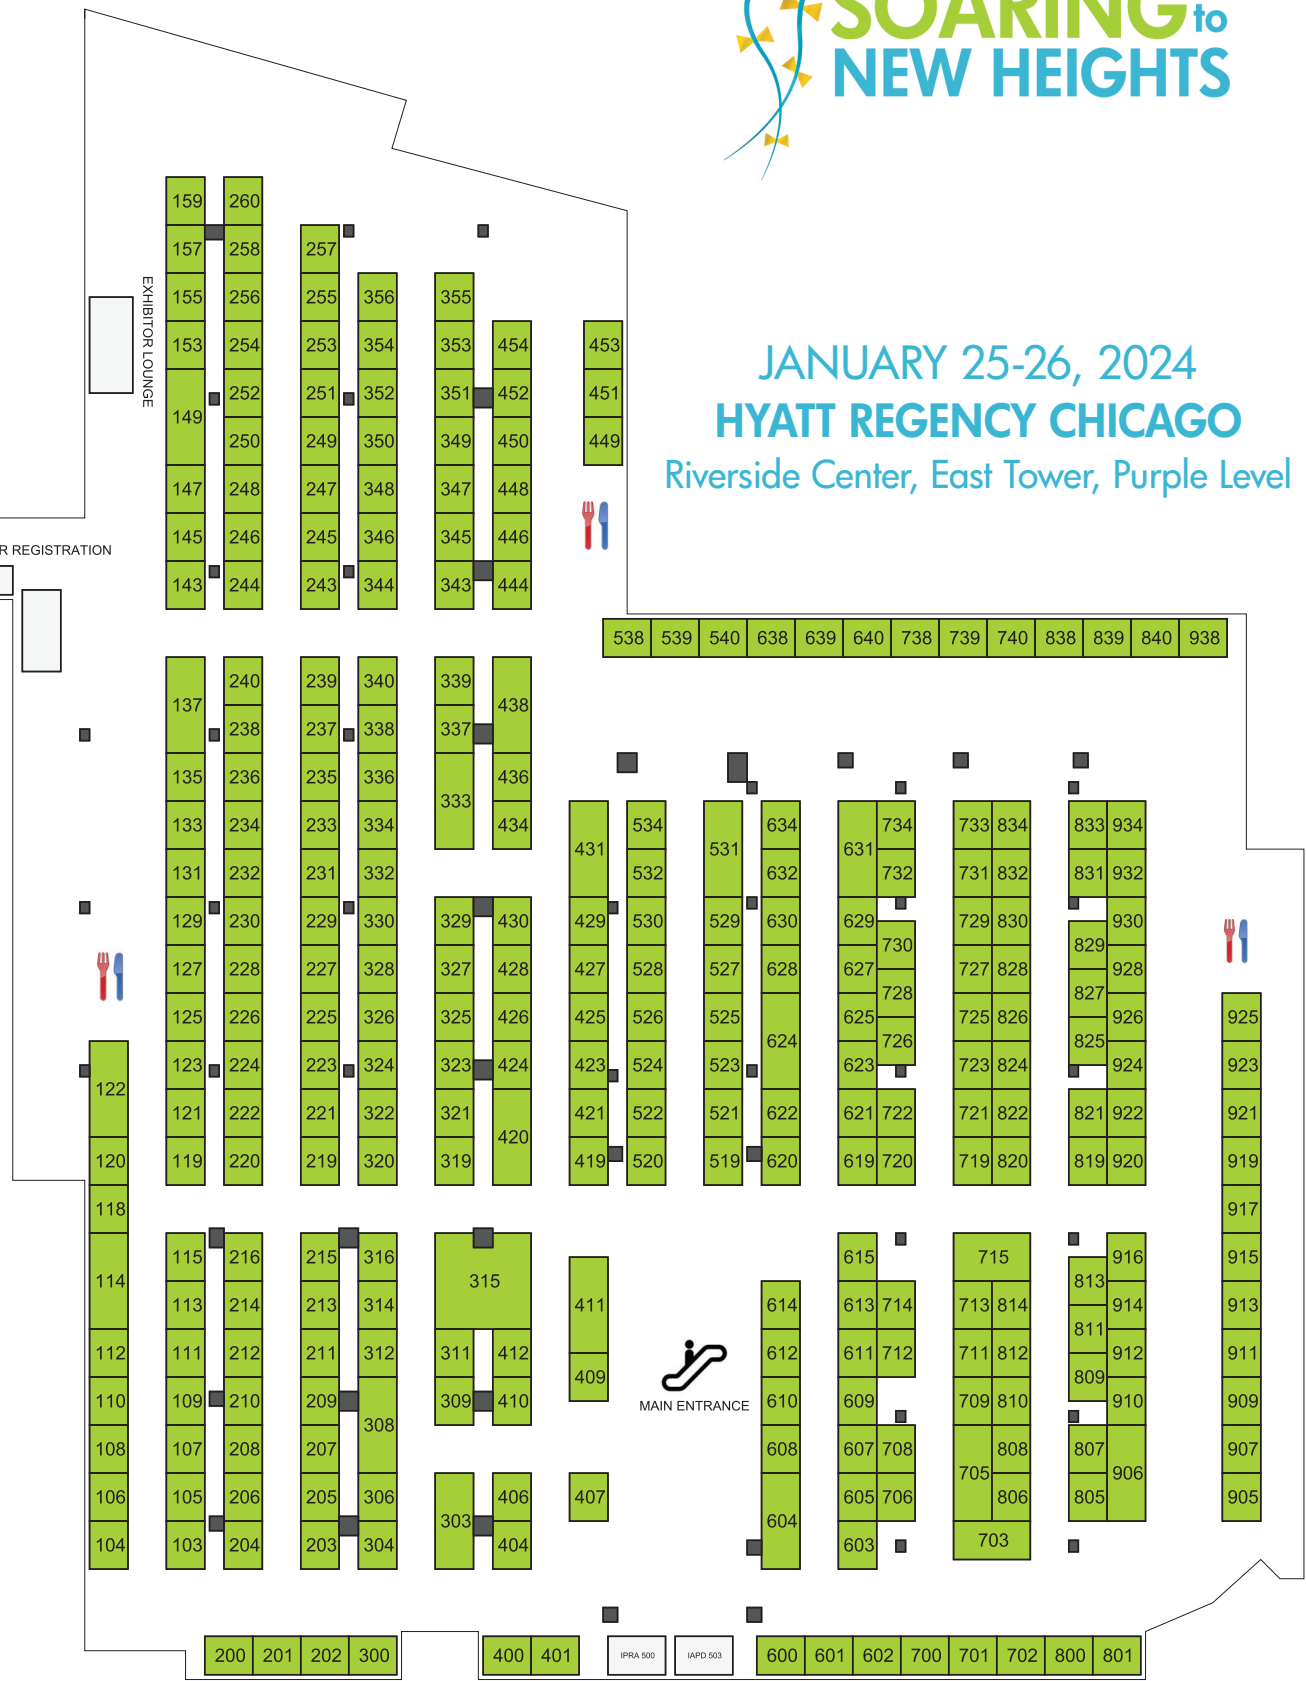 SOARING to
NEW HEIGHTS
JANUARY 25-26, 2024
HYATT REGENCY CHICAGO
Riverside Center, East Tower, Purple Level
159 260
157 258 257
155 256 255 356 355
EXHIBITOR LOUNGE
153 254 253 354 353 454 453
149 252 251 352 351 452 451
250 249 350 349 450 449
147 248 247 348 347 448
145 246 245 346 345 446
R REGISTRATION
143 244 243 344 343 444
538 539 540 638 639 640 738 739 740 838 839 840 938
137 240 239 340 339 438
238 237 338 337
135 236 235 336 333 436
133 234 233 334 434 431 534 531 634 631 734 733 834 833 934
131 232 231 332 532 632 732 731 832 831 932
129 230 229 330 329 430 429 530 529 630 629 729 830 930
730 829
127 228 227 328 327 428 427 528 527 628 627 727 828 928
728 827
125 226 225 326 325 426 425 526 525 624 625 725 826 926 925
726 825
123 224 223 324 323 424 423 524 523 623 723 824 924 923
122
121 222 221 322 321 420 421 522 521 622 621 722 721 822 821 922 921
120 119 220 219 320 319 419 520 519 620 619 720 719 820 819 920 919
118 917
115 216 215 316 315 615 715 916 915
114 813
113 214 213 314 411 614 613 714 713 814 914 913
811
112 111 212 211 312 311 412 612 611 712 711 812 912 911
409 809
MAIN ENTRANCE
110 109 210 209 308 309 410 610 609 709 810 910 909
108 107 208 207 608 607 708 705 808 807 906 907
106 105 206 205 306 303 406 407 604 605 706 806 805 905
104 103 204 203 304 404 603 703
200 201 202 300 400 401 IPRA 500 IAPD 503 600 601 602 700 701 702 800 801